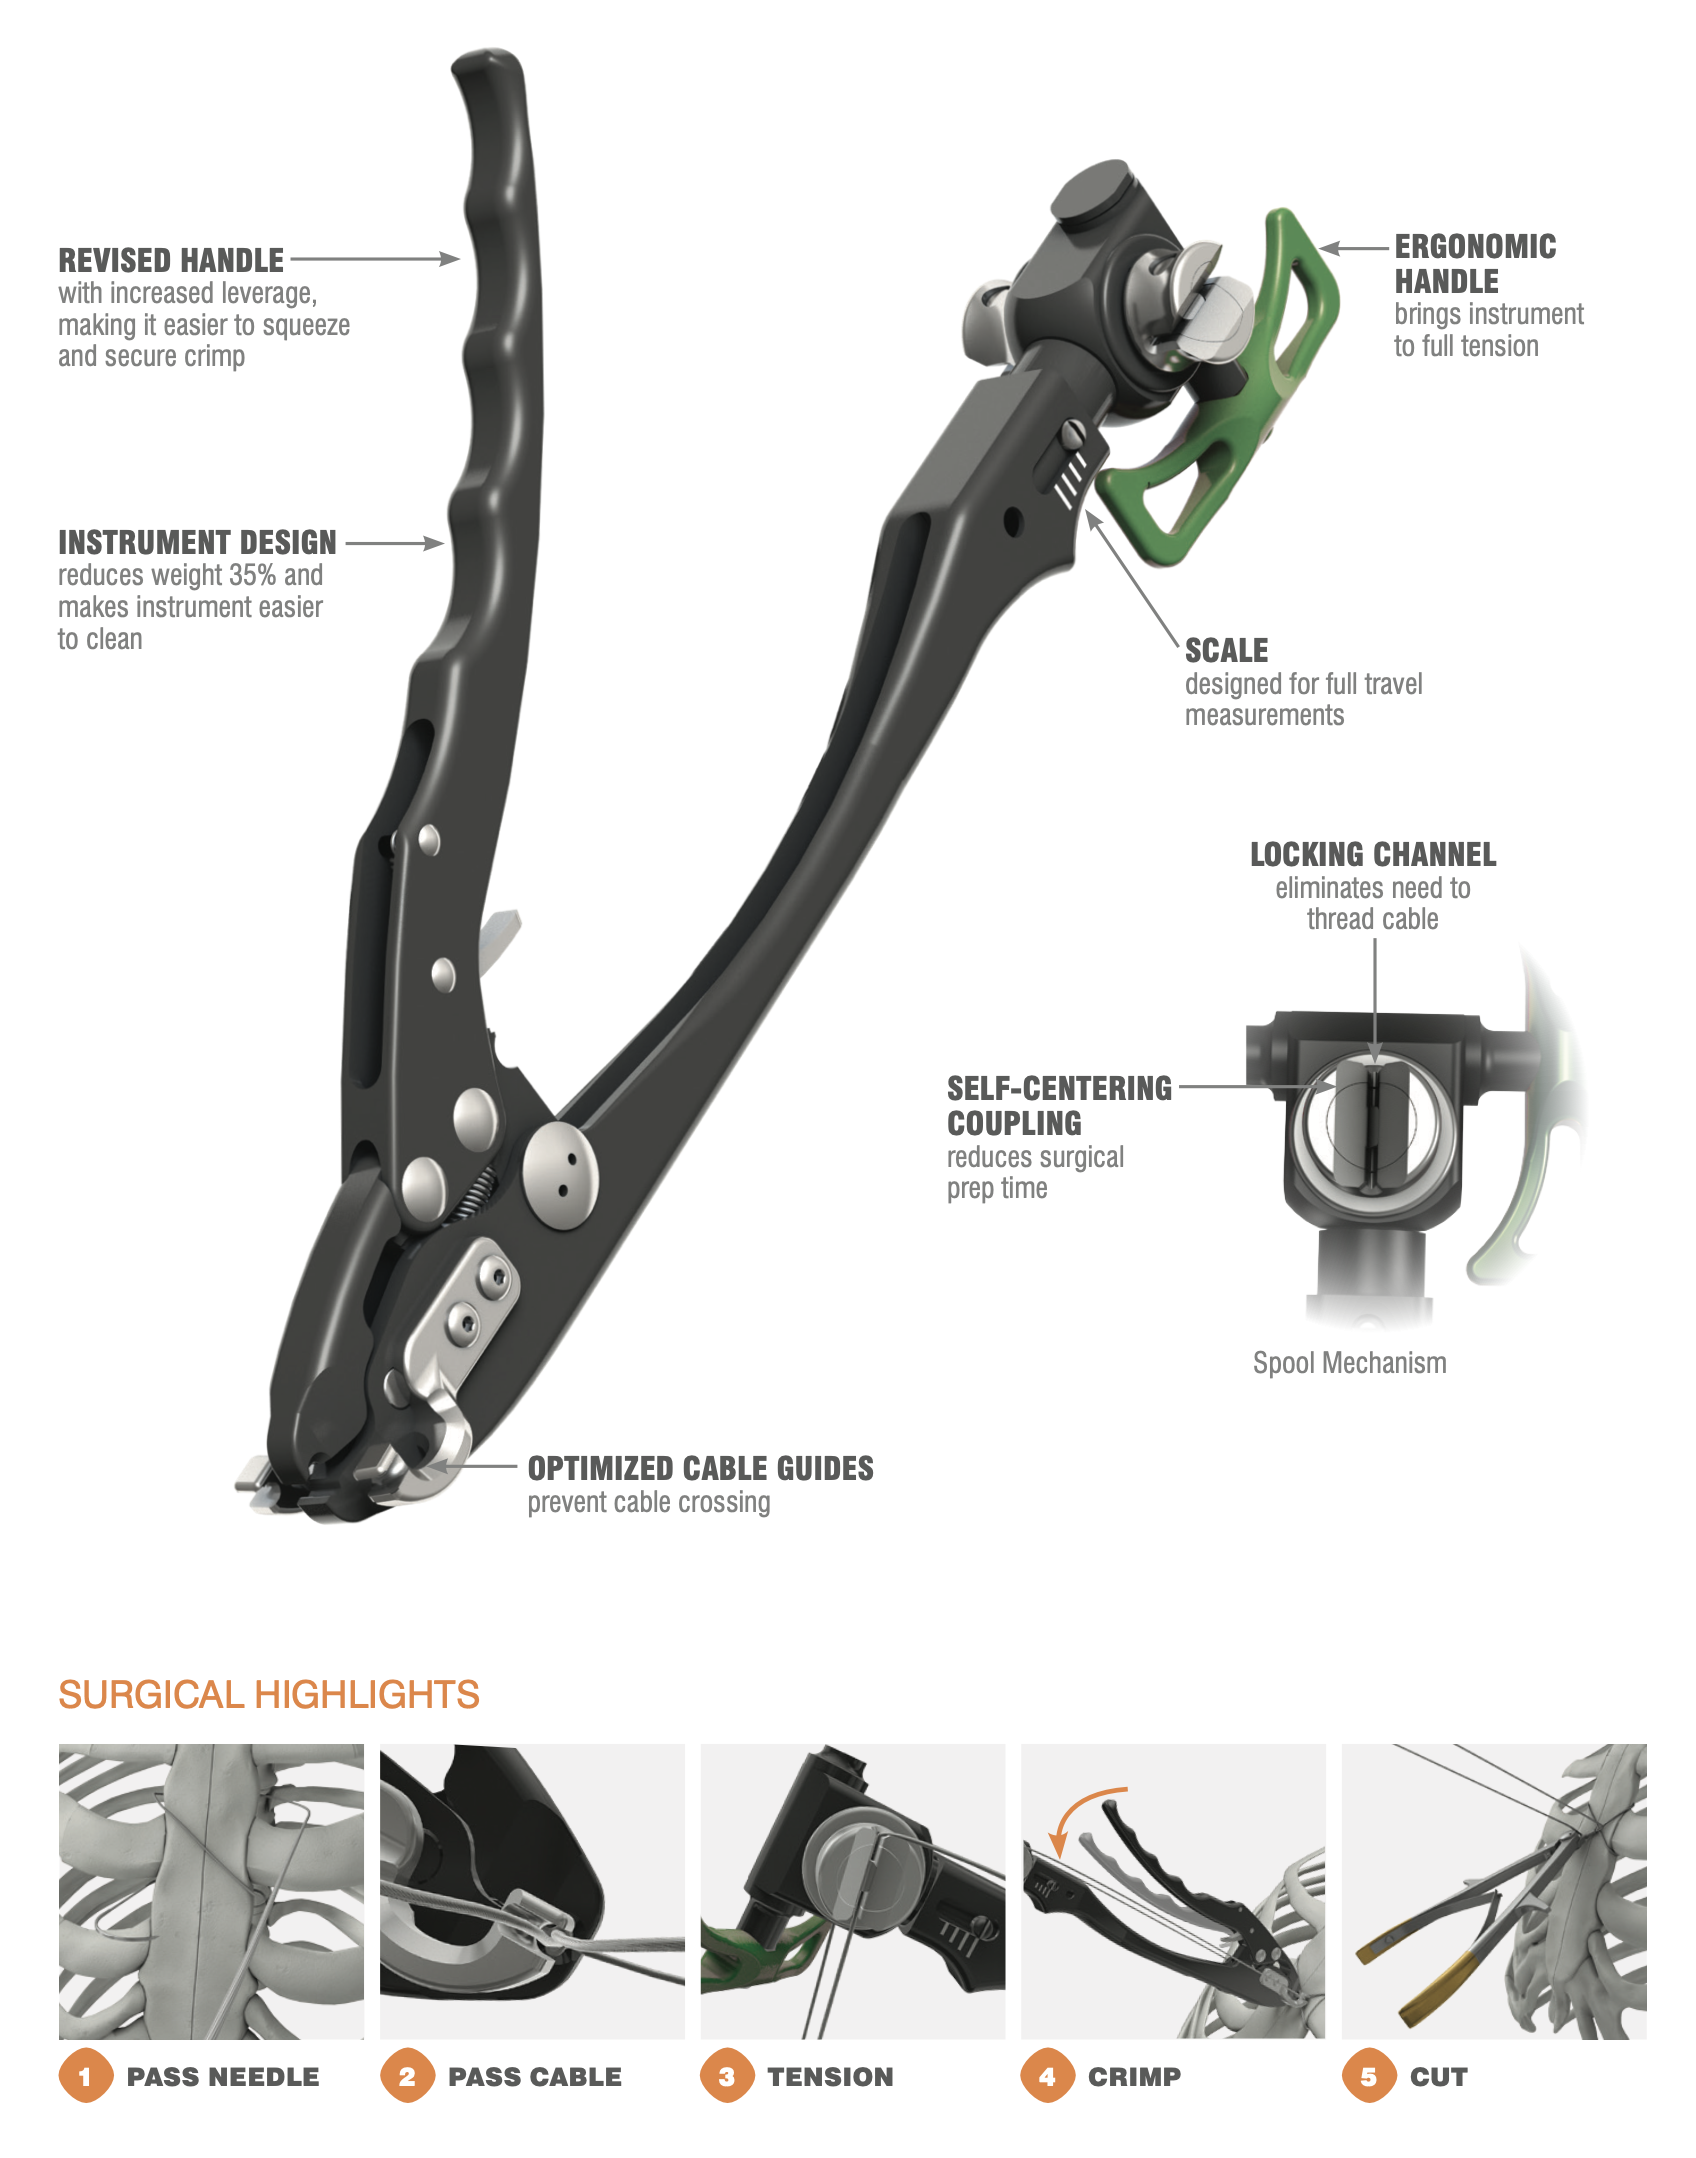 REVISED HANDLE
with increased leverage,
making it easier to squeeze
and secure crimp
ERGONOMIC
HANDLE
brings instrument
to full tension
INSTRUMENT DESIGN
reduces weight 35% and
makes instrument easier
to clean
SCALE
designed for full travel
measurements
LOCKING CHANNEL
eliminates need to
thread cable
SELF-CENTERING
COUPLING
reduces surgical
prep time
Spool Mechanism
OPTIMIZED CABLE GUIDES
prevent cable crossing
SURGICAL HIGHLIGHTS
1 PASS NEEDLE
2 PASS CABLE
3 TENSION
4 CRIMP
5 CUT